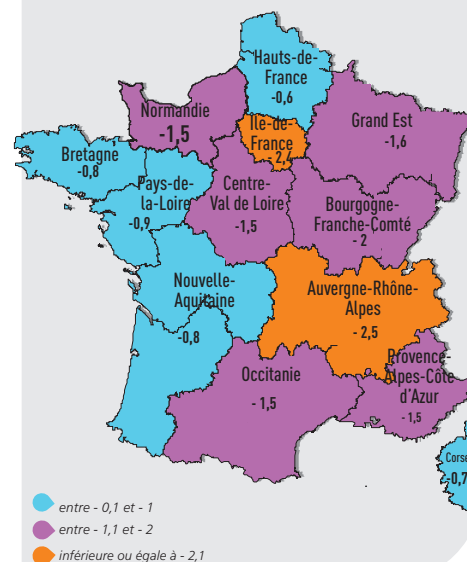 Hauts-de-
France
-0,6
Normandie
-1,5
Ile-de-
France
- 2,4
Grand Est
-1,6
Bretagne
-0,8
Pays-de-
la-Loire
-0,9
Centre-
Val de Loire
-1,5
Bourgogne-
Franche-Comté
- 2
Nouvelle-
Aquitaine
-0,8
Auvergne-Rhône-
Alpes
- 2,5
Occitanie
- 1,5
Provence-
Alpes-Côte
d'Azur
- 1,5
Corse
-0,7
entre - 0,1 et - 1
entre - 1,1 et - 2
inférieure ou égale à - 2,1